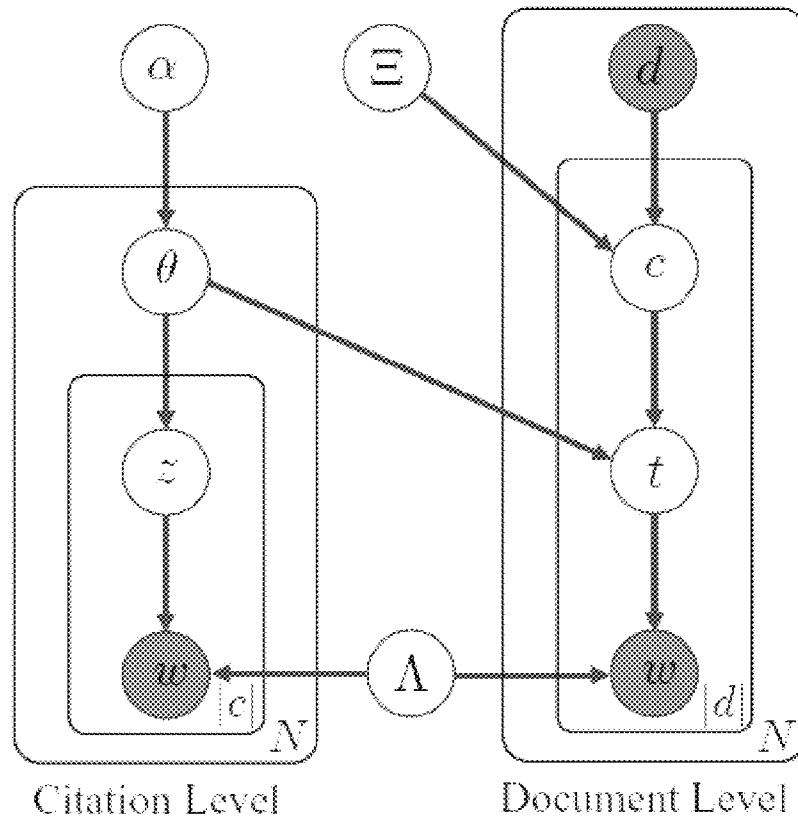 α Ξ d
θ c
z t
w Λ w
|c| |d|
N N
Citation Level Document Level